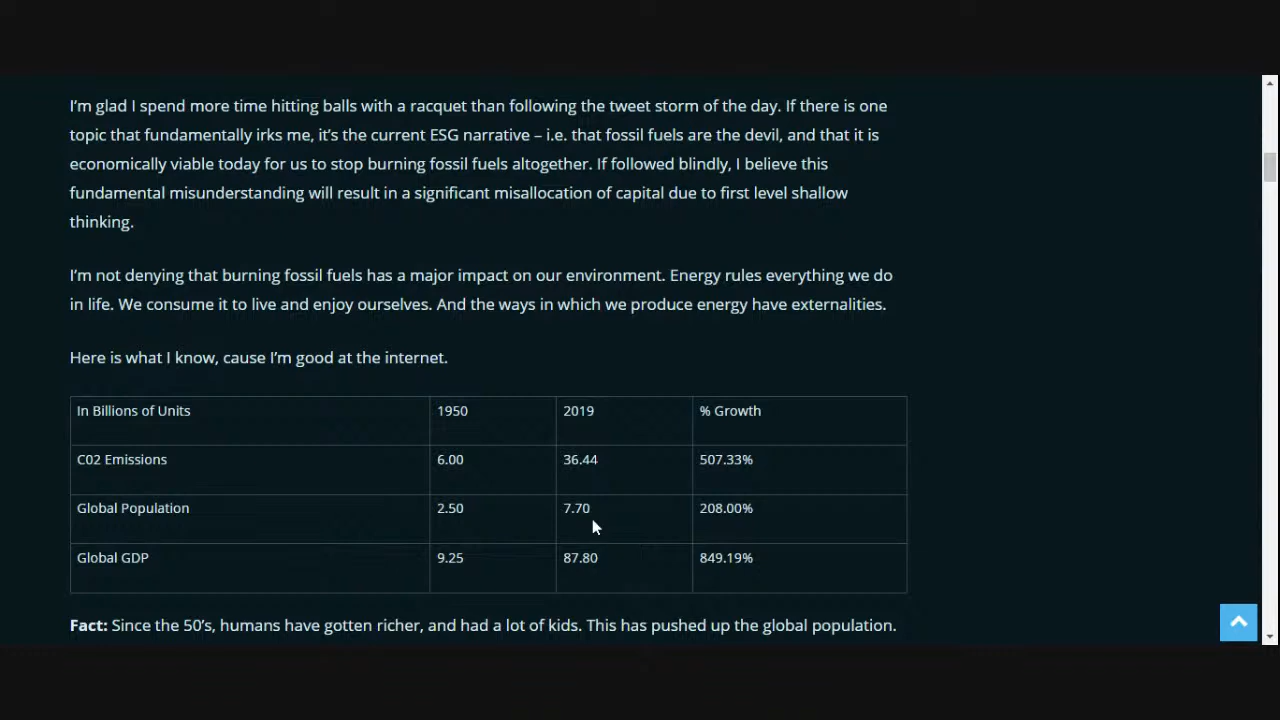 I’m glad I spend more time hitting balls with a racquet than following the tweet storm of the day. If there is one
topic that fundamentally irks me, it’s the current ESG narrative – i.e. that fossil fuels are the devil, and that it is
economically viable today for us to stop burning fossil fuels altogether. If followed blindly, I believe this
fundamental misunderstanding will result in a significant misallocation of capital due to first level shallow
thinking.
I’m not denying that burning fossil fuels has a major impact on our environment. Energy rules everything we do
in life. We consume it to live and enjoy ourselves. And the ways in which we produce energy have externalities.
Here is what I know, cause I’m good at the internet.
In Billions of Units 1950 2019 % Growth
C02 Emissions 6.00 36.44 507.33%
Global Population 2.50 7.70 208.00%
Global GDP 9.25 87.80 849.19%
Fact: Since the 50’s, humans have gotten richer, and had a lot of kids. This has pushed up the global population.